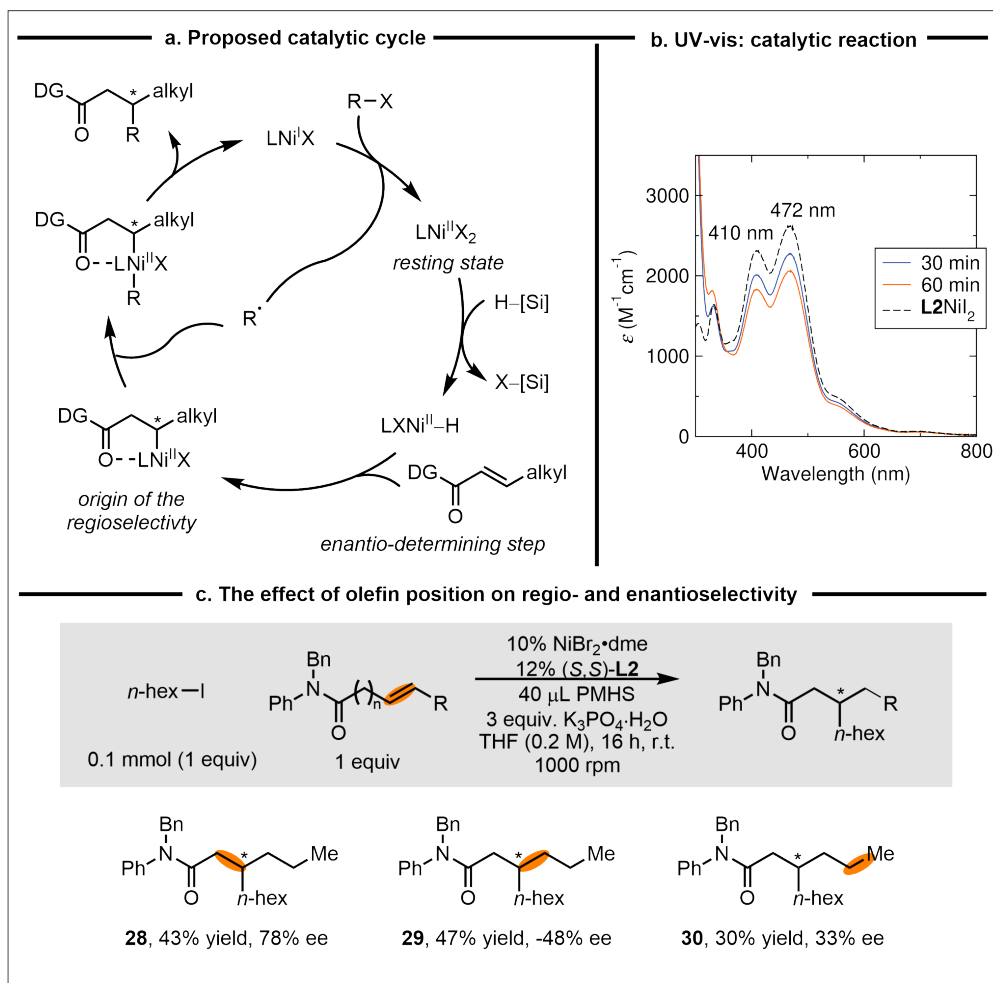 a. Proposed catalytic cycle
DG
O
*
alkyl
R
LNiᴵX
R–X
DG
O
*
alkyl
LNiᴵᴵX
R
LNiᴵᴵX₂
resting state
R•
H–[Si]
X–[Si]
DG
O
*
alkyl
LNiᴵᴵX
origin of the
regioselectivty
LXNiᴵᴵ–H
DG
O
alkyl
enantio-determining step
b. UV-vis: catalytic reaction
3000
2000
1000
0
ε (M⁻¹cm⁻¹)
410 nm
472 nm
30 min
60 min
L2NiI₂
400
600
800
Wavelength (nm)
c. The effect of olefin position on regio- and enantioselectivity
n-hex–I
0.1 mmol (1 equiv)
Bn
Ph
N
O
( )n
R
1 equiv
10% NiBr₂•dme
12% (S,S)-L2
40 μL PMHS
3 equiv. K₃PO₄·H₂O
THF (0.2 M), 16 h, r.t.
1000 rpm
Bn
Ph
N
O
*
n-hex
R
Bn
Ph
N
O
*
n-hex
Me
28, 43% yield, 78% ee
Bn
Ph
N
O
*
n-hex
Me
29, 47% yield, -48% ee
Bn
Ph
N
O
*
n-hex
Me
30, 30% yield, 33% ee